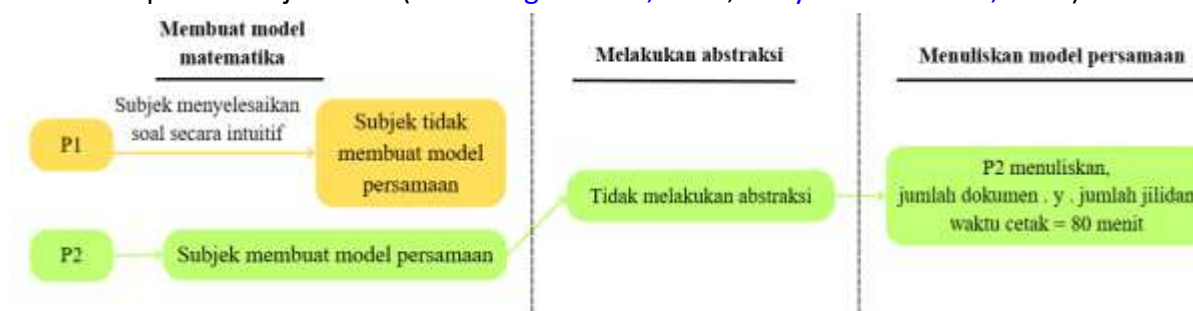 Membuat model
matematika
Melakukan abstraksi
Menuliskan model persamaan
Subjek menyelesaikan
soal secara intuitif
P1
Subjek tidak
membuat model
persamaan
P2
Subjek membuat model persamaan
Tidak melakukan abstraksi
P2 menuliskan,
jumlah dokumen . y . jumlah jilidan
waktu cetak = 80 menit